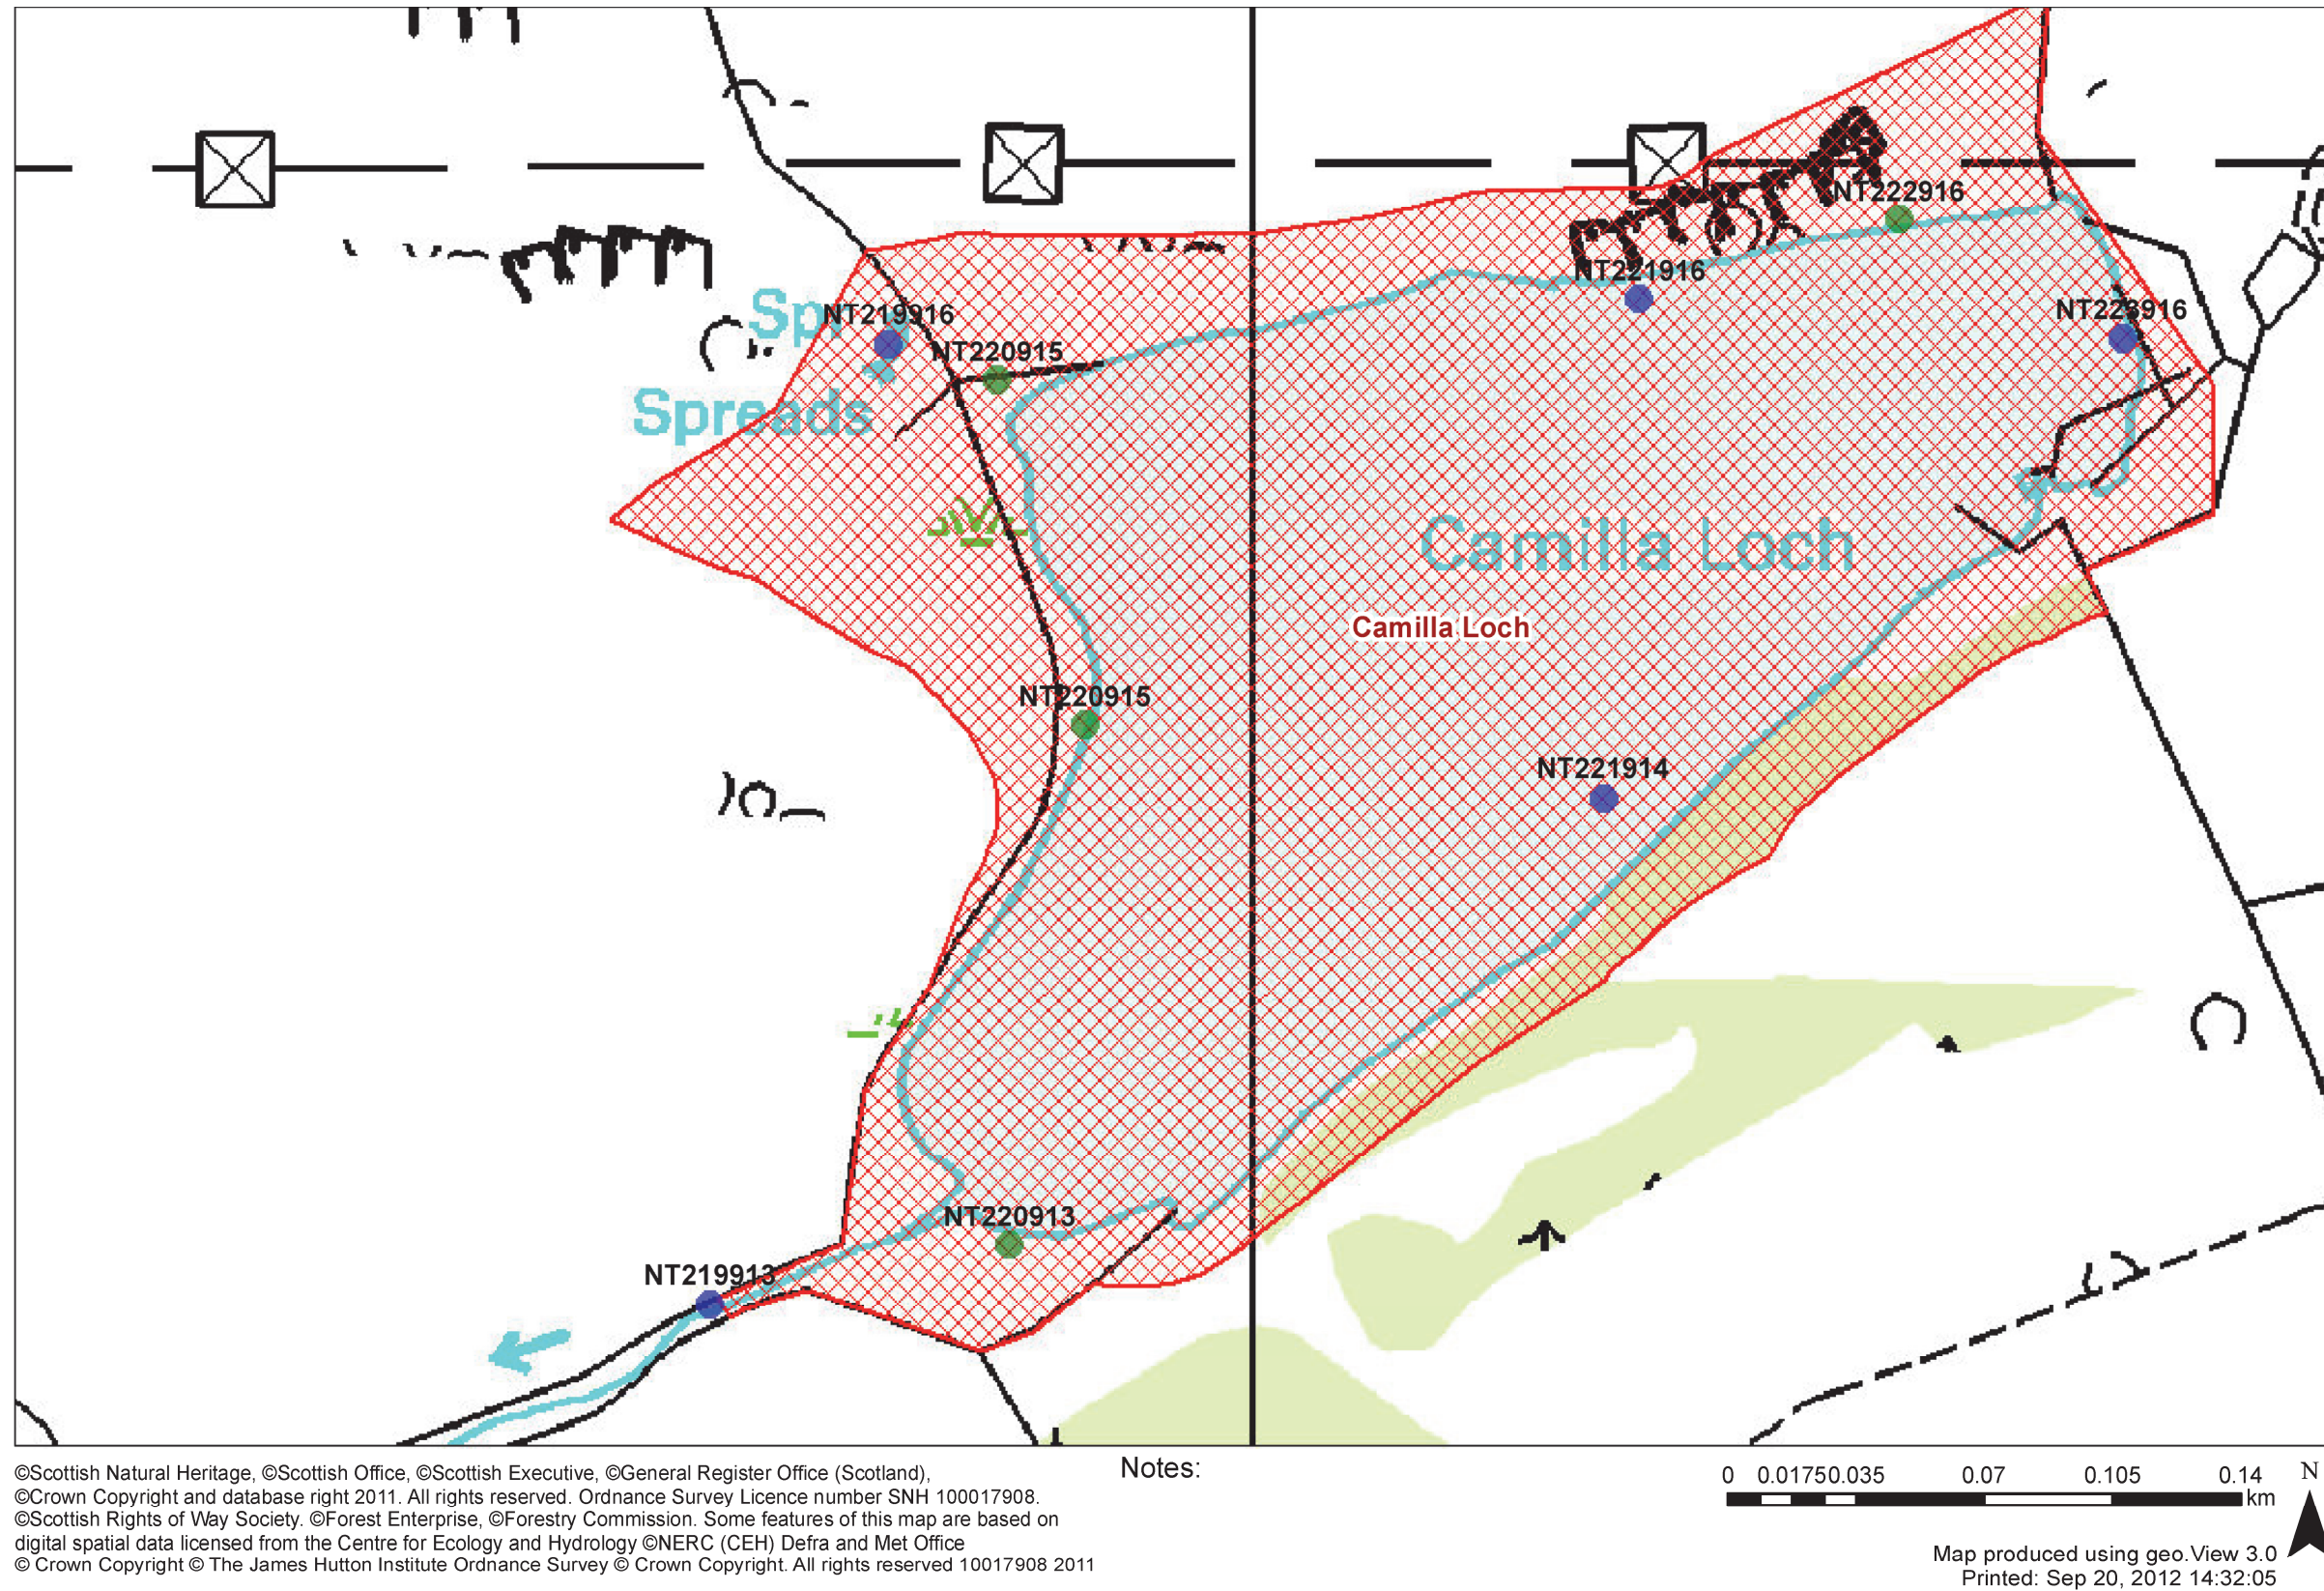 NT222916
NT221916
NT223916
Spr
NT219916
NT220915
Spreads
Camilla Loch
Camilla Loch
NT220915
NT221914
NT220913
NT219913
©Scottish Natural Heritage, ©Scottish Office, ©Scottish Executive, ©General Register Office (Scotland),
©Crown Copyright and database right 2011. All rights reserved. Ordnance Survey Licence number SNH 100017908.
©Scottish Rights of Way Society. ©Forest Enterprise, ©Forestry Commission. Some features of this map are based on
digital spatial data licensed from the Centre for Ecology and Hydrology ©NERC (CEH) Defra and Met Office
© Crown Copyright © The James Hutton Institute Ordnance Survey © Crown Copyright. All rights reserved 10017908 2011
Notes:
0 0.01750.035 0.07 0.105 0.14
km
N
Map produced using geo.View 3.0
Printed: Sep 20, 2012 14:32:05